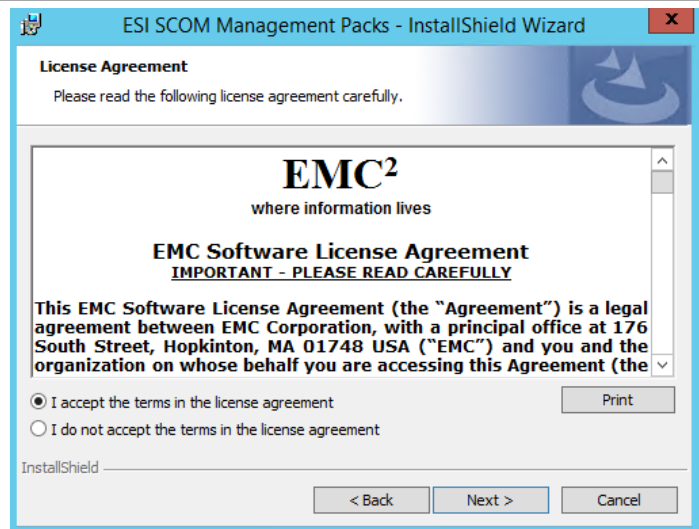 ESI SCOM Management Packs - InstallShield Wizard
x
License Agreement
Please read the following license agreement carefully.
EMC²
where information lives
EMC Software License Agreement
IMPORTANT - PLEASE READ CAREFULLY
This EMC Software License Agreement (the “Agreement”) is a legal
agreement between EMC Corporation, with a principal office at 176
South Street, Hopkinton, MA 01748 USA (“EMC”) and you and the
organization on whose behalf you are accessing this Agreement (the
I accept the terms in the license agreement
Print
I do not accept the terms in the license agreement
InstallShield
< Back Next > Cancel